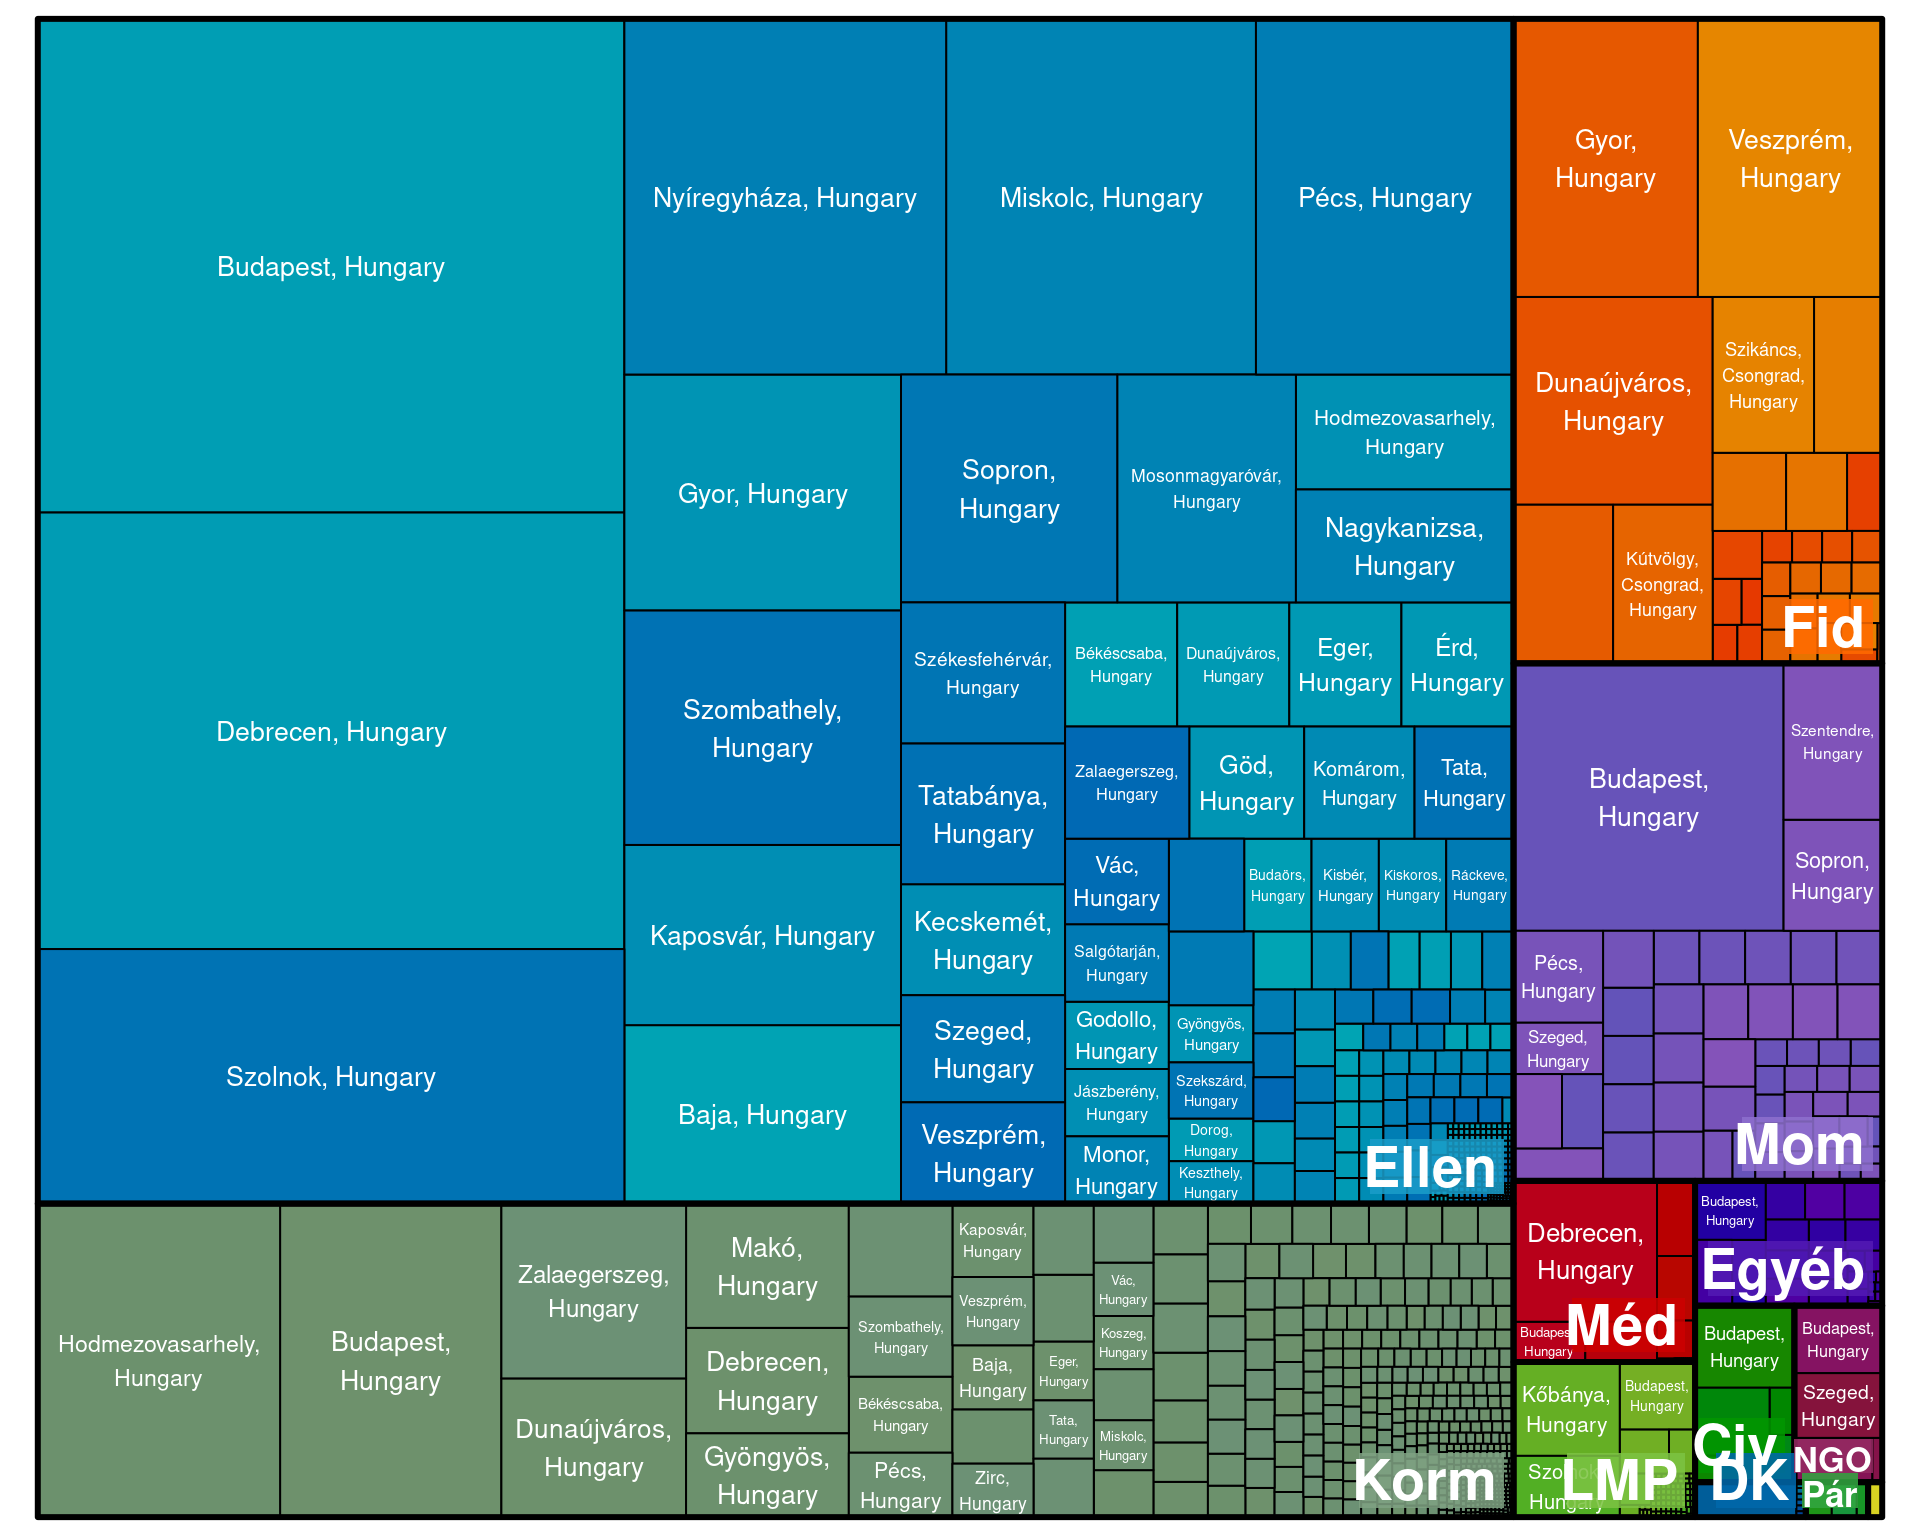 Budapest, Hungary
Debrecen, Hungary
Szolnok, Hungary
Nyíregyháza, Hungary
Miskolc, Hungary
Pécs, Hungary
Gyor, Hungary
Szombathely,
Hungary
Kaposvár, Hungary
Baja, Hungary
Sopron,
Hungary
Mosonmagyaróvár,
Hungary
Hodmezovasarhely,
Hungary
Nagykanizsa,
Hungary
Székesfehérvár,
Hungary
Tatabánya,
Hungary
Kecskemét,
Hungary
Szeged,
Hungary
Veszprém,
Hungary
Békéscsaba,
Hungary
Dunaújváros,
Hungary
Eger,
Hungary
Érd,
Hungary
Zalaegerszeg,
Hungary
Göd,
Hungary
Komárom,
Hungary
Tata,
Hungary
Vác,
Hungary
Budaörs,
Hungary
Kisbér,
Hungary
Kiskoros,
Hungary
Ráckeve,
Hungary
Salgótarján,
Hungary
Godollo,
Hungary
Gyöngyös,
Hungary
Jászberény,
Hungary
Szekszárd,
Hungary
Monor,
Hungary
Dorog,
Hungary
Keszthely,
Hungary
Ellen
Hodmezovasarhely,
Hungary
Budapest,
Hungary
Zalaegerszeg,
Hungary
Dunaújváros,
Hungary
Makó,
Hungary
Debrecen,
Hungary
Gyöngyös,
Hungary
Szombathely,
Hungary
Békéscsaba,
Hungary
Pécs,
Hungary
Kaposvár,
Hungary
Veszprém,
Hungary
Baja,
Hungary
Zirc,
Hungary
Eger,
Hungary
Tata,
Hungary
Vác,
Hungary
Koszeg,
Hungary
Miskolc,
Hungary
Korm
Gyor,
Hungary
Veszprém,
Hungary
Dunaújváros,
Hungary
Szikáncs,
Csongrad,
Hungary
Kútvölgy,
Csongrad,
Hungary
Fid
Budapest,
Hungary
Szentendre,
Hungary
Sopron,
Hungary
Pécs,
Hungary
Szeged,
Hungary
Mom
Debrecen,
Hungary
Budapest,
Hungary
Méd
Budapest,
Hungary
Egyéb
Kőbánya,
Hungary
Budapest,
Hungary
Szolnok,
Hungary
LMP
Budapest,
Hungary
Civ
Budapest,
Hungary
Szeged,
Hungary
NGO
DK
Pár